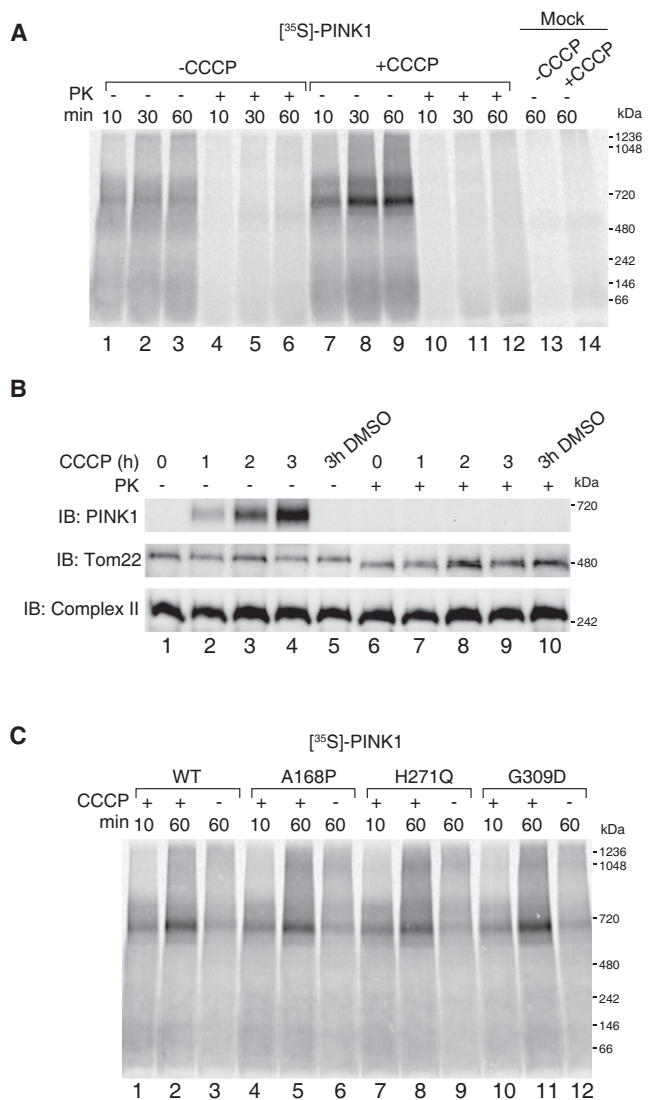 A
[³⁵S]-PINK1
Mock
-CCCP +CCCP -CCCP +CCCP
PK - - - + + + - - - + + + - -
min 10 30 60 10 30 60 10 30 60 10 30 60 60 60
kDa
1236
1048
720
480
242
146
66
1 2 3 4 5 6 7 8 9 10 11 12 13 14
B
CCCP (h) 0 1 2 3 3h DMSO 0 1 2 3 3h DMSO
PK - - - - - + + + + +
kDa
IB: PINK1 720
IB: Tom22 480
IB: Complex II 242
1 2 3 4 5 6 7 8 9 10
C
[³⁵S]-PINK1
WT A168P H271Q G309D
CCCP + + - + + - + + - + + -
min 10 60 60 10 60 60 10 60 60 10 60 60
kDa
1236
1048
720
480
242
146
66
1 2 3 4 5 6 7 8 9 10 11 12